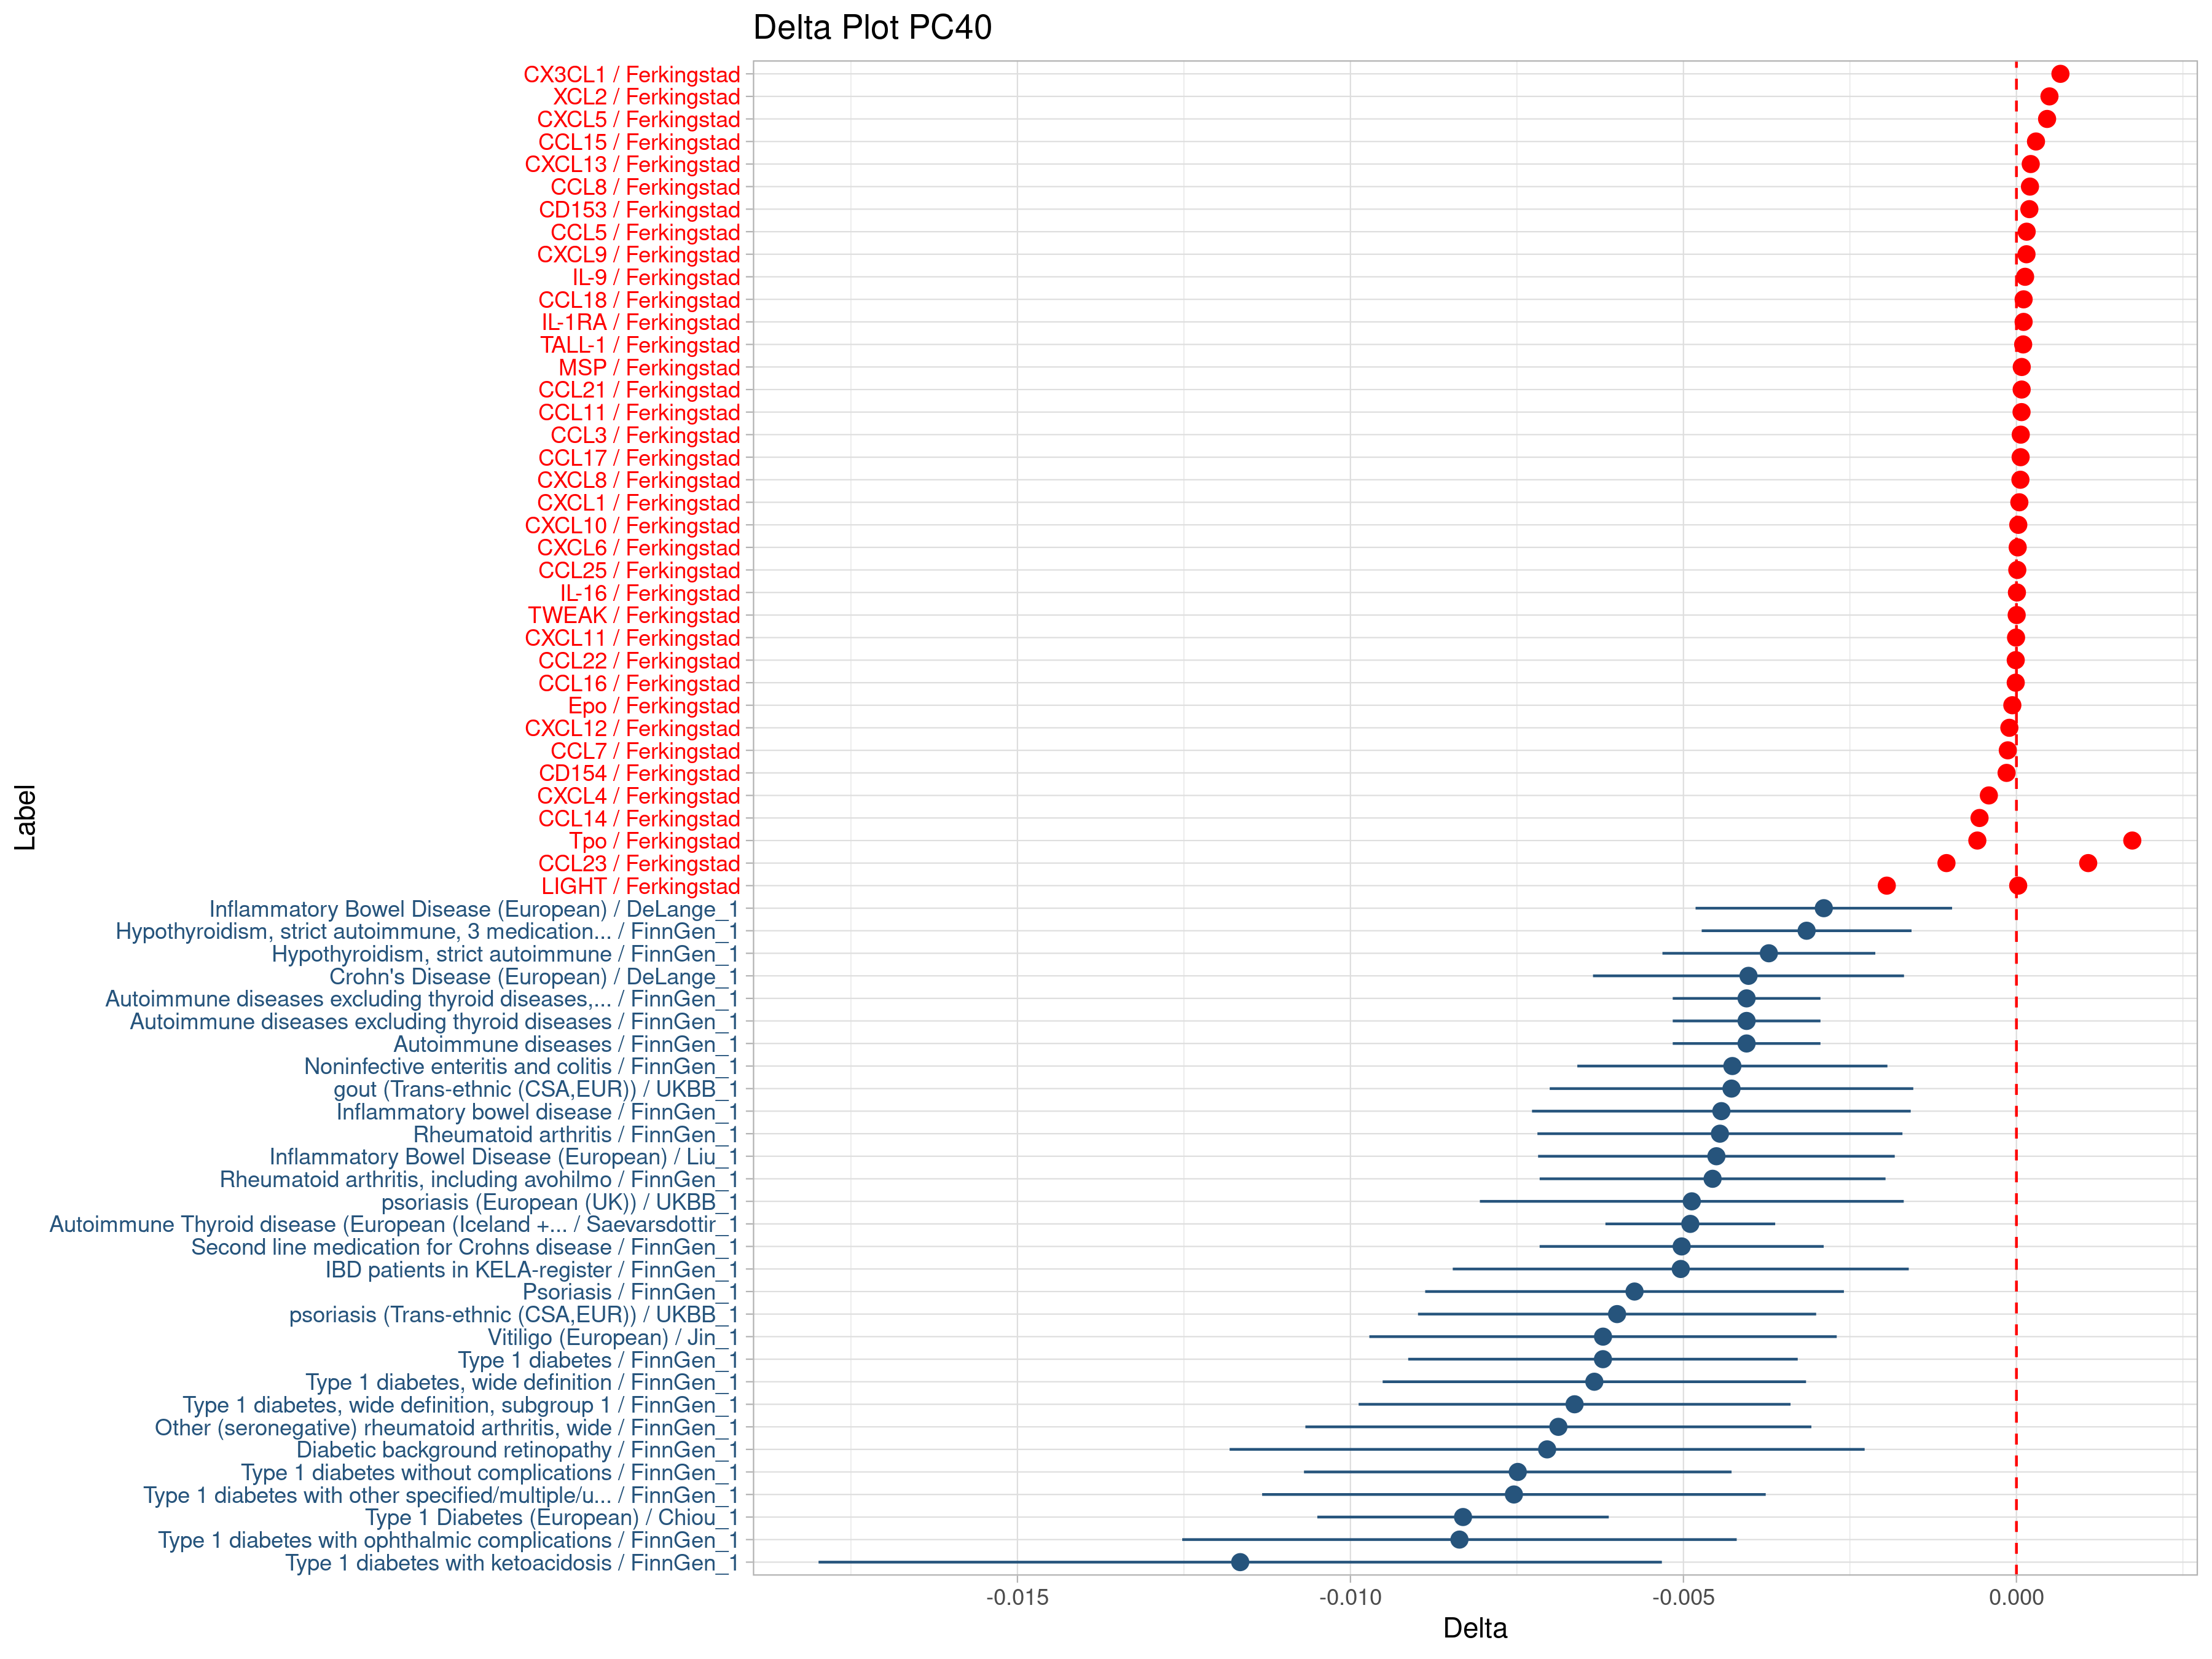 Delta Plot PC40
CX3CL1 / Ferkingstad
XCL2 / Ferkingstad
CXCL5 / Ferkingstad
CCL15 / Ferkingstad
CXCL13 / Ferkingstad
CCL8 / Ferkingstad
CD153 / Ferkingstad
CCL5 / Ferkingstad
CXCL9 / Ferkingstad
IL-9 / Ferkingstad
CCL18 / Ferkingstad
IL-1RA / Ferkingstad
TALL-1 / Ferkingstad
MSP / Ferkingstad
CCL21 / Ferkingstad
CCL11 / Ferkingstad
CCL3 / Ferkingstad
CCL17 / Ferkingstad
CXCL8 / Ferkingstad
CXCL1 / Ferkingstad
CXCL10 / Ferkingstad
CXCL6 / Ferkingstad
CCL25 / Ferkingstad
IL-16 / Ferkingstad
TWEAK / Ferkingstad
CXCL11 / Ferkingstad
CCL22 / Ferkingstad
CCL16 / Ferkingstad
Epo / Ferkingstad
CXCL12 / Ferkingstad
CCL7 / Ferkingstad
CD154 / Ferkingstad
CXCL4 / Ferkingstad
CCL14 / Ferkingstad
Tpo / Ferkingstad
CCL23 / Ferkingstad
LIGHT / Ferkingstad
Inflammatory Bowel Disease (European) / DeLange_1
Hypothyroidism, strict autoimmune, 3 medication... / FinnGen_1
Hypothyroidism, strict autoimmune / FinnGen_1
Crohn's Disease (European) / DeLange_1
Autoimmune diseases excluding thyroid diseases,... / FinnGen_1
Autoimmune diseases excluding thyroid diseases / FinnGen_1
Autoimmune diseases / FinnGen_1
Noninfective enteritis and colitis / FinnGen_1
gout (Trans-ethnic (CSA,EUR)) / UKBB_1
Inflammatory bowel disease / FinnGen_1
Rheumatoid arthritis / FinnGen_1
Inflammatory Bowel Disease (European) / Liu_1
Rheumatoid arthritis, including avohilmo / FinnGen_1
psoriasis (European (UK)) / UKBB_1
Autoimmune Thyroid disease (European (Iceland +... / Saevarsdottir_1
Second line medication for Crohns disease / FinnGen_1
IBD patients in KELA-register / FinnGen_1
Psoriasis / FinnGen_1
psoriasis (Trans-ethnic (CSA,EUR)) / UKBB_1
Vitiligo (European) / Jin_1
Type 1 diabetes / FinnGen_1
Type 1 diabetes, wide definition / FinnGen_1
Type 1 diabetes, wide definition, subgroup 1 / FinnGen_1
Other (seronegative) rheumatoid arthritis, wide / FinnGen_1
Diabetic background retinopathy / FinnGen_1
Type 1 diabetes without complications / FinnGen_1
Type 1 diabetes with other specified/multiple/u... / FinnGen_1
Type 1 Diabetes (European) / Chiou_1
Type 1 diabetes with ophthalmic complications / FinnGen_1
Type 1 diabetes with ketoacidosis / FinnGen_1
Label
-0.015 -0.010 -0.005 0.000
Delta